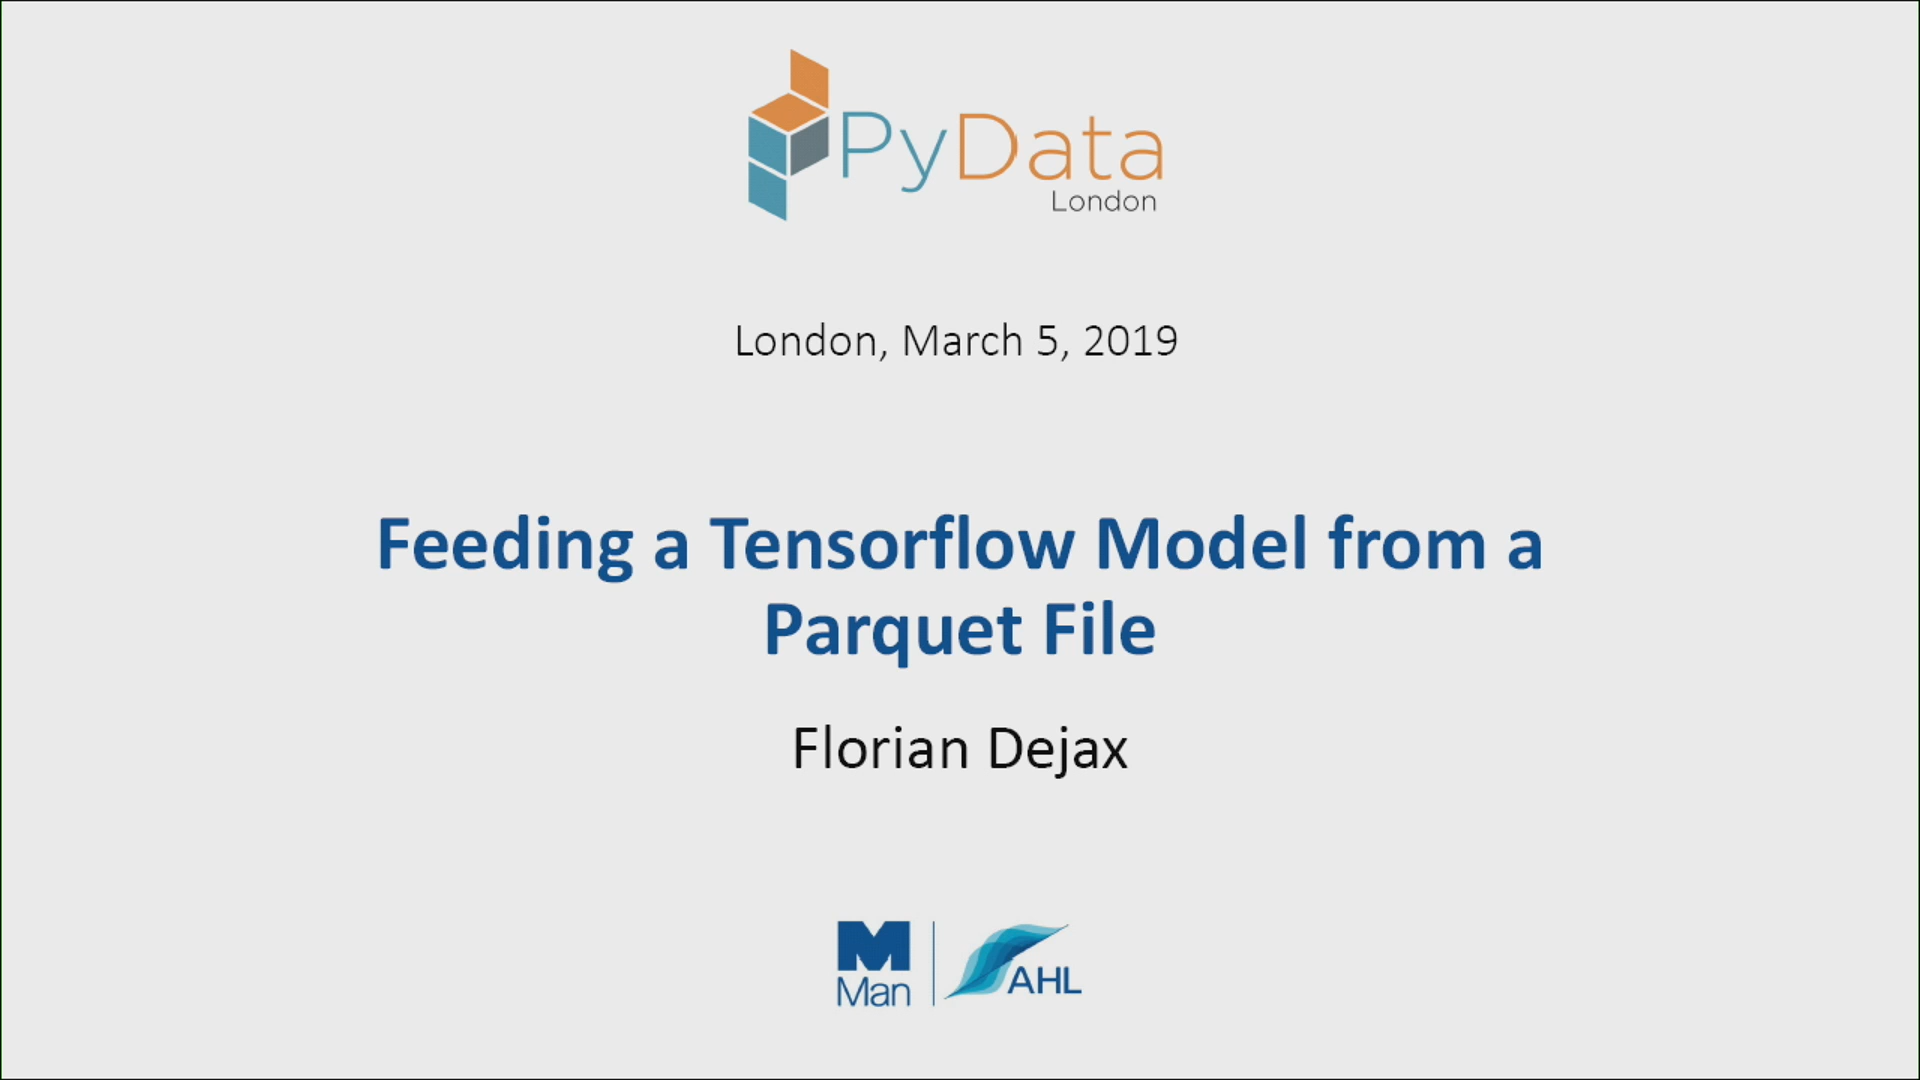 PyData
London
London, March 5, 2019
Feeding a Tensorflow Model from a
Parquet File
Florian Dejax
M
Man
AHL